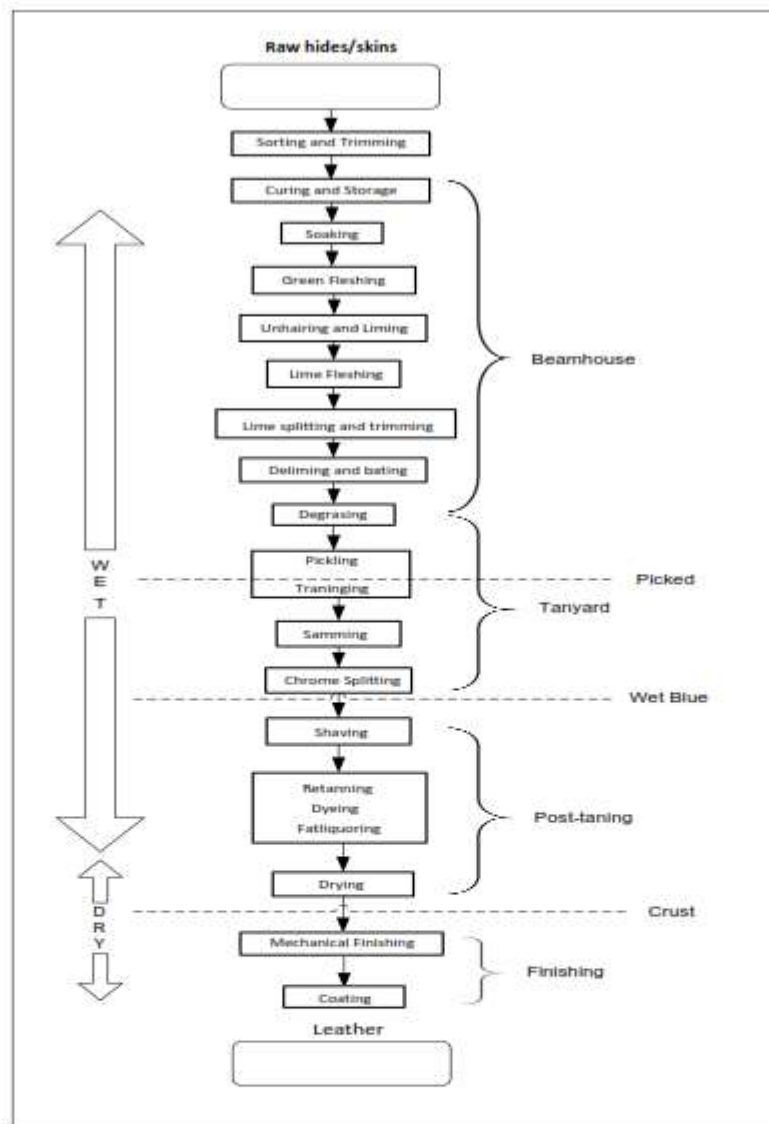 Raw hides/skins
Sorting and Trimming
Curing and Storage
Soaking
Green Fleshing
Unhairing and Liming
Beamhouse
Lime Fleshing
Lime splitting and trimming
Deliming and bating
Degrasing
Pickling
W
E
T
Picked
Traninging
Tanyard
Samming
Chrome Splitting
Wet Blue
Shaving
Retanning
Dyeing
Fatliquoring
Post-taning
Drying
D
R
Y
Crust
Mechanical Finishing
Finishing
Coating
Leather